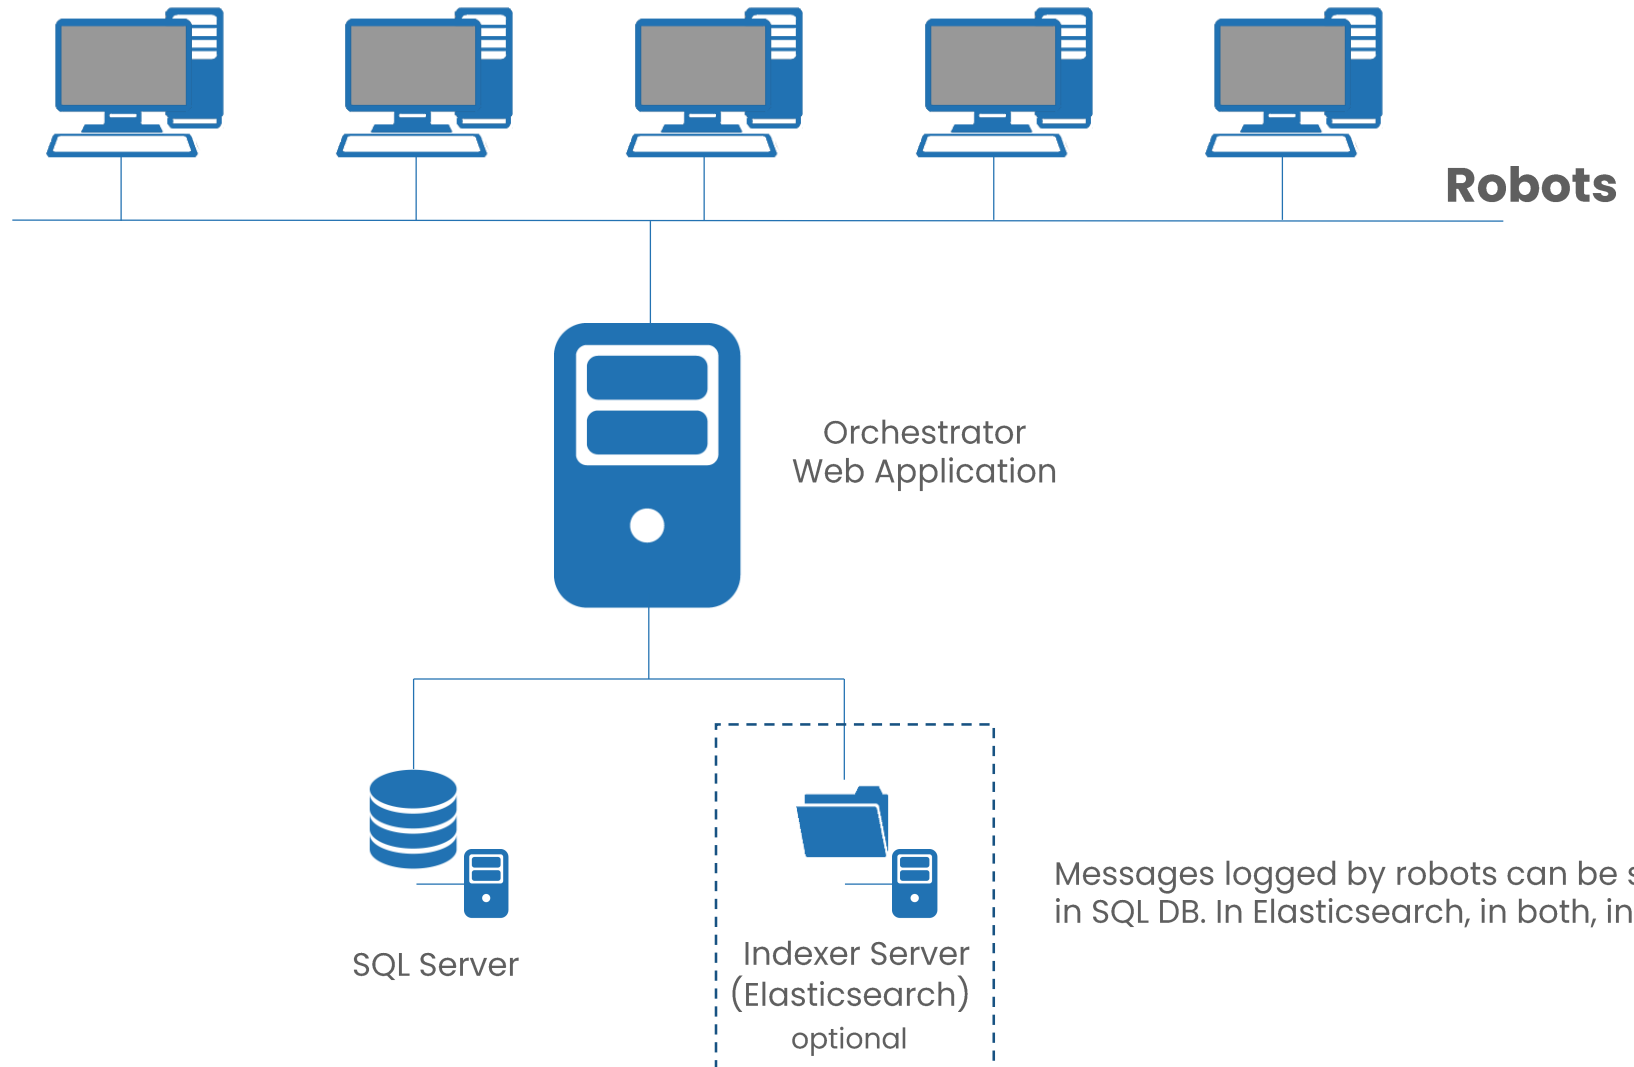 Robots
Orchestrator
Web Application
Messages logged by robots can be
in SQL DB. In Elasticsearch, in both, in
SQL Server
Indexer Server
(Elasticsearch)
optional